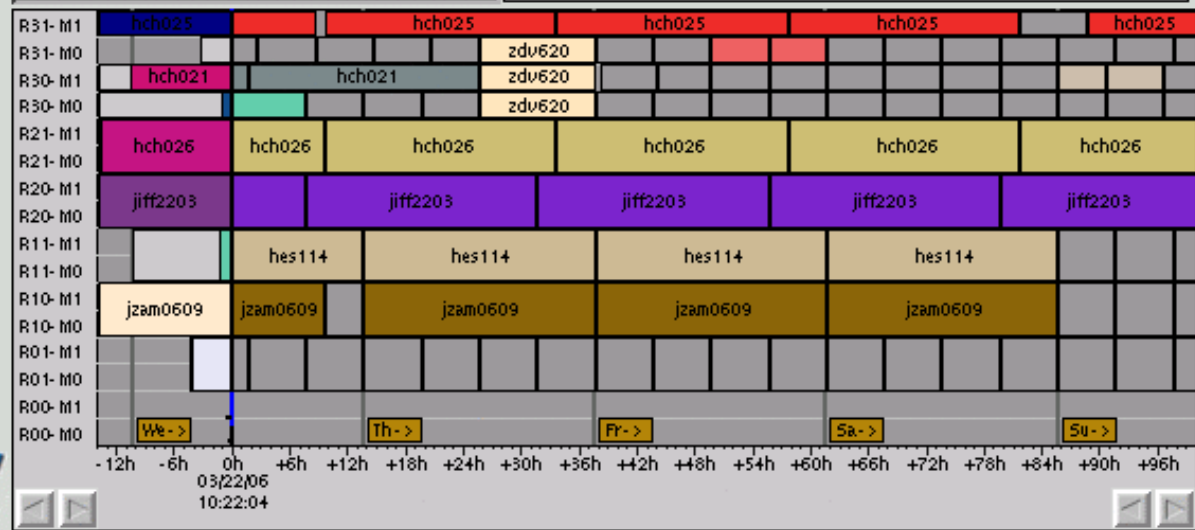 R31- M1 hch025 hch025 hch025 hch025 hch025
R31- M0 zdv620
R30- M1 hch021 hch021 zdv620
R30- M0 zdv620
R21- M1
hch026 hch026 hch026 hch026 hch026 hch026
R21- M0
R20- M1
jiff2203 jiff2203 jiff2203 jiff2203 jiff2203
R20- M0
R11- M1
hes114 hes114 hes114 hes114
R11- M0
R10- M1
jzam0609 jzam0609 jzam0609 jzam0609 jzam0609
R10- M0
R01- M1
R01- M0
R00- M1
R00- M0 We-> Th-> Fr-> Sa-> Su->
-12h -6h 0h +6h +12h +18h +24h +30h +36h +42h +48h +54h +60h +66h +72h +78h +84h +90h +96h
03/22/06
10:22:04